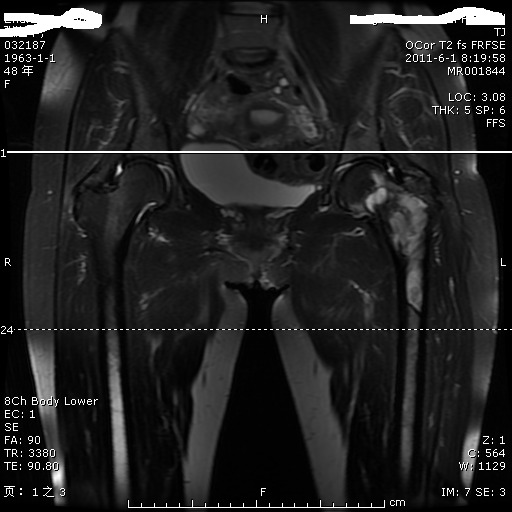 H
032187
1963-1-1
48 年
F
TJ
OCor T2 fs FRFSE
2011-6-1 8:19:58
MR001844
LOC: 3.08
THK: 5 SP: 6
FFS
1
R
L
24
8Ch Body Lower
EC: 1
SE
FA: 90
TR: 3380
TE: 90.80
页: 1 之 3
F
cm
Z: 1
C: 564
W: 1129
IM: 7 SE: 3